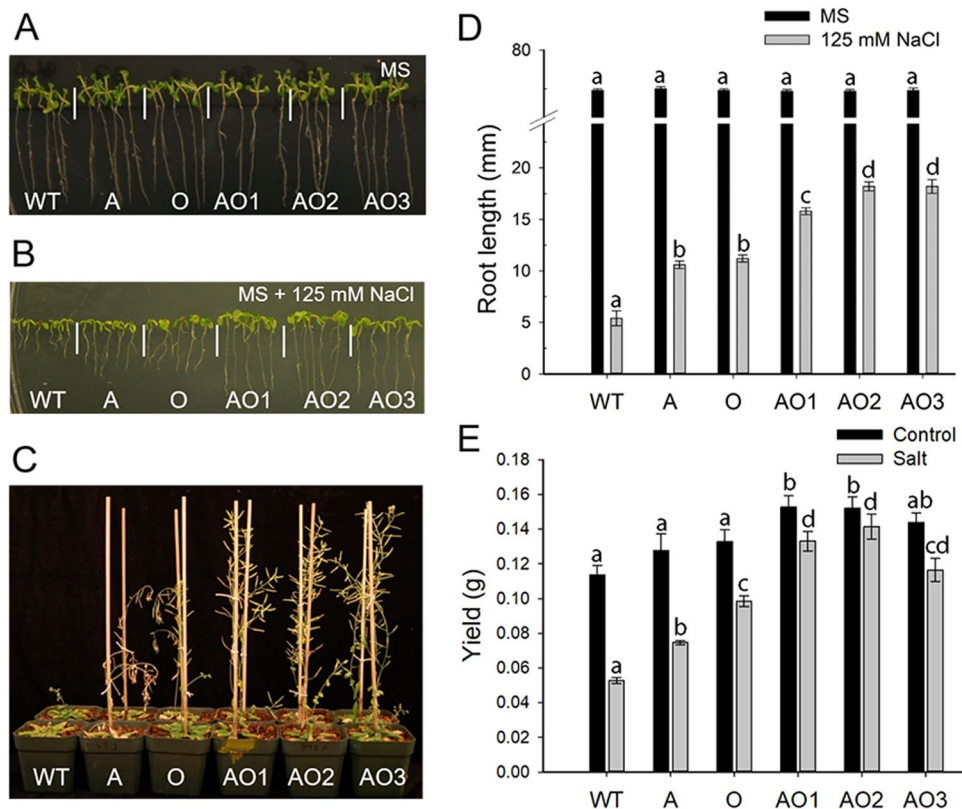 A
MS
WT A O AO1 AO2 AO3
B
MS + 125 mM NaCl
WT A O AO1 AO2 AO3
C
WT A O AO1 AO2 AO3
D
MS
125 mM NaCl
80
20
15
10
5
0
Root length (mm)
a a a a a a
a b b c d d
WT A O AO1 AO2 AO3
E
Control
Salt
0.18
0.16
0.14
0.12
0.10
0.08
0.06
0.04
0.02
0.00
Yield (g)
a a a b b ab
a b c d d cd
WT A O AO1 AO2 AO3